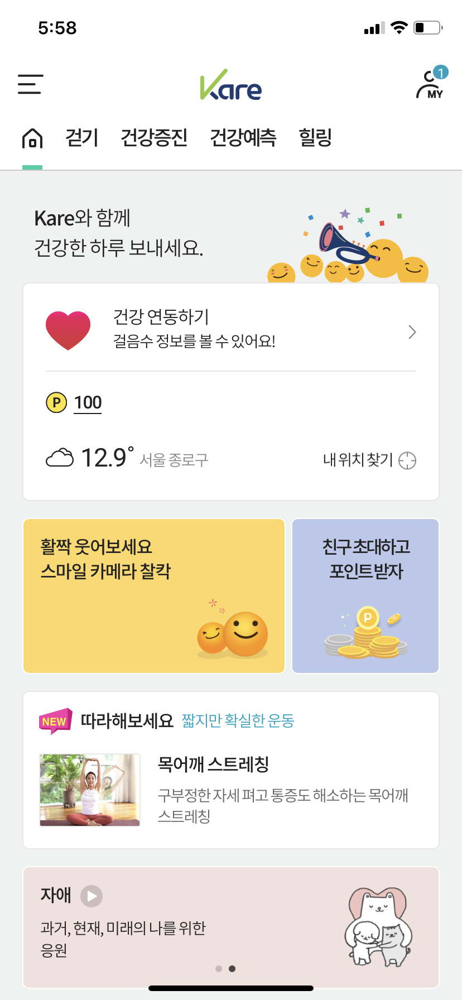 5:58
Kare
1
MY
걷기 건강증진 건강예측 힐링
Kare와 함께
건강한 하루 보내세요.
건강 연동하기
걸음수 정보를 볼 수 있어요!
P 100
12.9° 서울 종로구 내 위치 찾기
활짝 웃어보세요
스마일 카메라 찰칵
친구 초대하고
포인트 받자
P
NEW 따라해보세요 짧지만 확실한 운동
목어깨 스트레칭
구부정한 자세 펴고 통증도 해소하는 목어깨
스트레칭
자애
과거, 현재, 미래의 나를 위한
응원